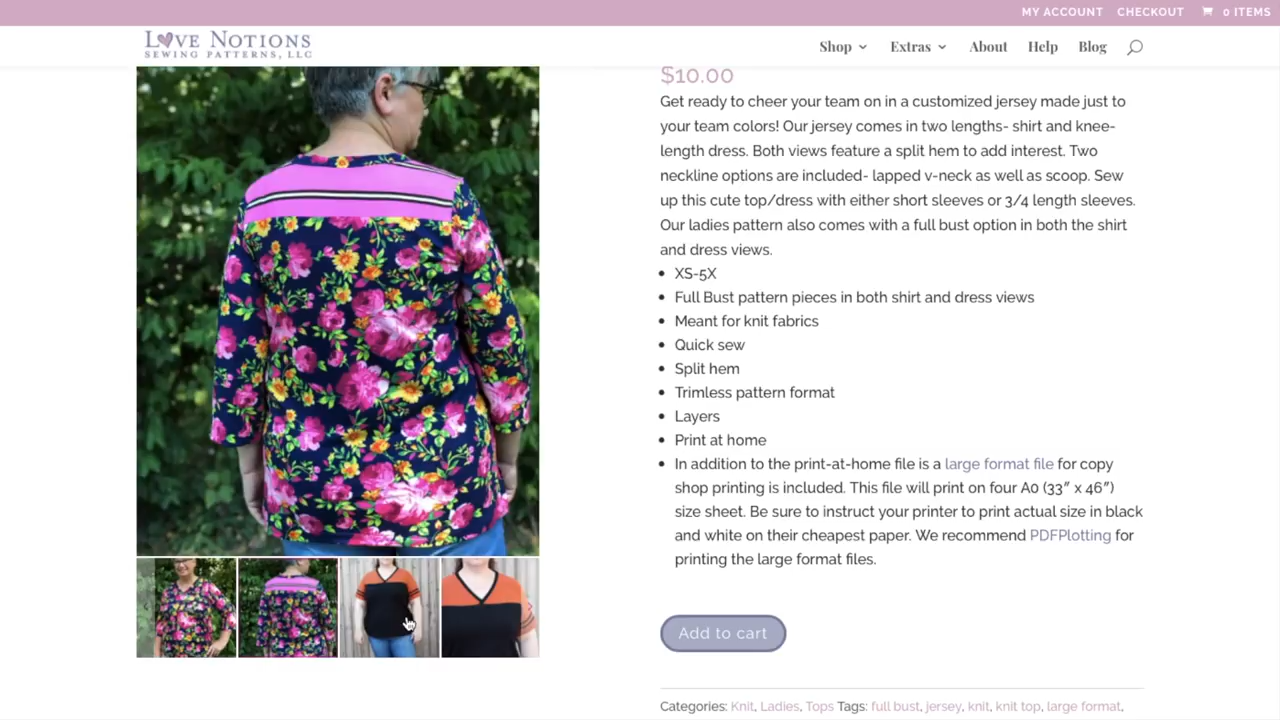 MY ACCOUNT CHECKOUT 0 ITEMS
LOVE NOTIONS
SEWING PATTERNS, LLC
Shop Extras About Help Blog
$10.00
Get ready to cheer your team on in a customized jersey made just to
your team colors! Our jersey comes in two lengths- shirt and knee-
length dress. Both views feature a split hem to add interest. Two
neckline options are included- lapped v-neck as well as scoop. Sew
up this cute top/dress with either short sleeves or 3/4 length sleeves.
Our ladies pattern also comes with a full bust option in both the shirt
and dress views.
• XS-5X
• Full Bust pattern pieces in both shirt and dress views
• Meant for knit fabrics
• Quick sew
• Split hem
• Trimless pattern format
• Layers
• Print at home
• In addition to the print-at-home file is a large format file for copy
shop printing is included. This file will print on four A0 (33″ x 46″)
size sheet. Be sure to instruct your printer to print actual size in black
and white on their cheapest paper. We recommend PDFPlotting for
printing the large format files.
Add to cart
Categories: Knit, Ladies, Tops Tags: full bust, jersey, knit, knit top, large format,